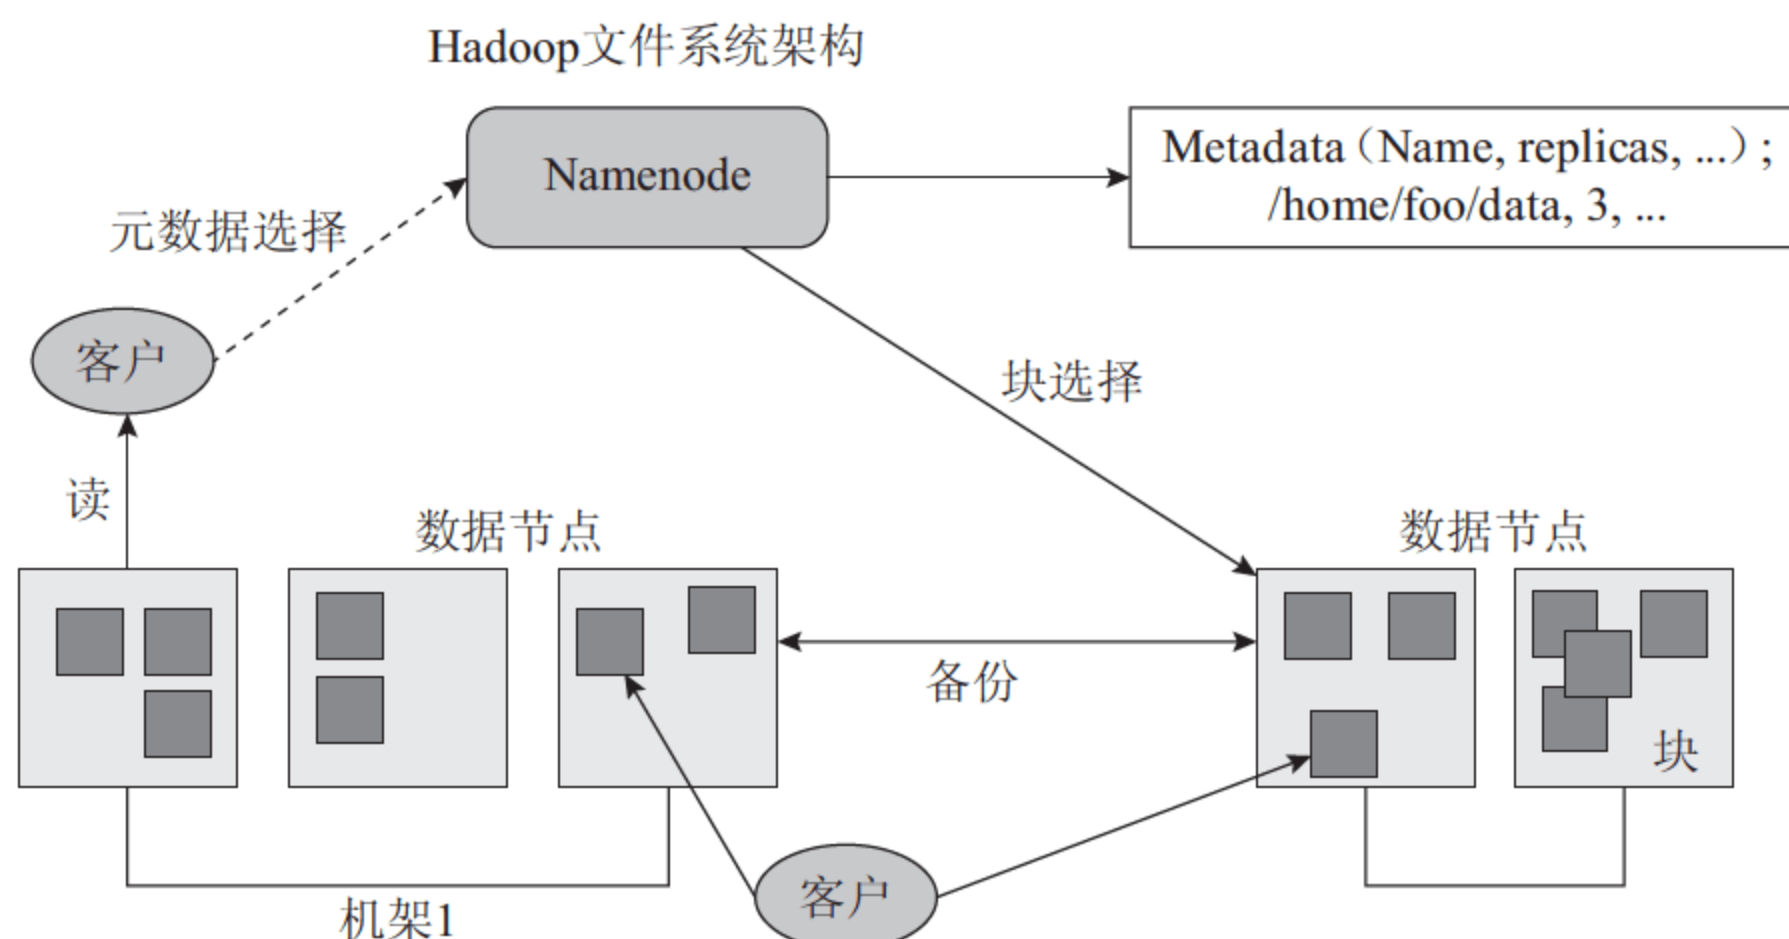 Hadoop文件系统架构
Namenode
Metadata（Name, replicas, ...）;
/home/foo/data, 3, ...
元数据选择
客户
块选择
读
数据节点
数据节点
备份
块
客户
机架1